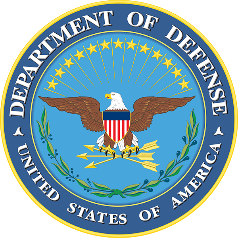 DEPARTMENT OF DEFENSE
UNITED STATES OF AMERICA